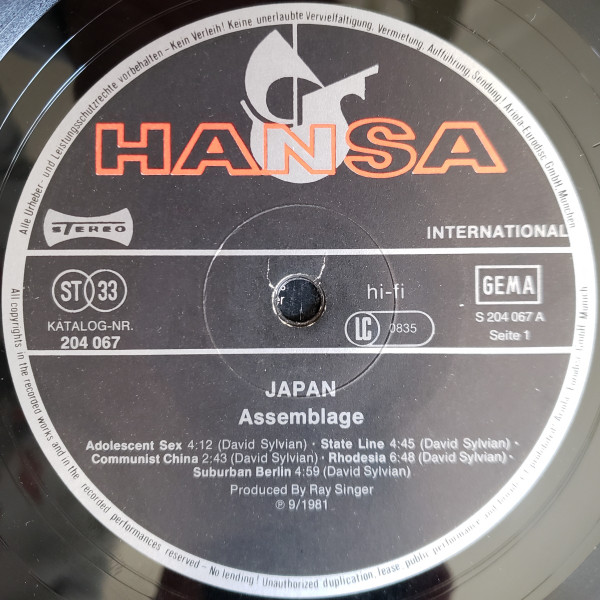 Alle Urheber- und Leistungsschutzrechte vorbehalten - Kein Verleih! Keine unerlaubte Vervielfältigung, Vermietung, Aufführung, Sendung! Ariola-Eurodisc GmbH, München
HANSA
STEREO
INTERNATIONAL
ST 33
hi-fi
GEMA
KATALOG-NR.
204 067
LC 0835
S 204 067 A
Seite 1
JAPAN
Assemblage
Adolescent Sex 4:12 (David Sylvian) · State Line 4:45 (David Sylvian) ·
Communist China 2:43 (David Sylvian) · Rhodesia 6:48 (David Sylvian) ·
Suburban Berlin 4:59 (David Sylvian)
Produced By Ray Singer
℗ 9/1981
All copyrights in the recorded works and in the recorded performances reserved - No lending! Unauthorized duplication, lease, public performance and broadcast prohibited! Ariola-Eurodisc GmbH, Munich